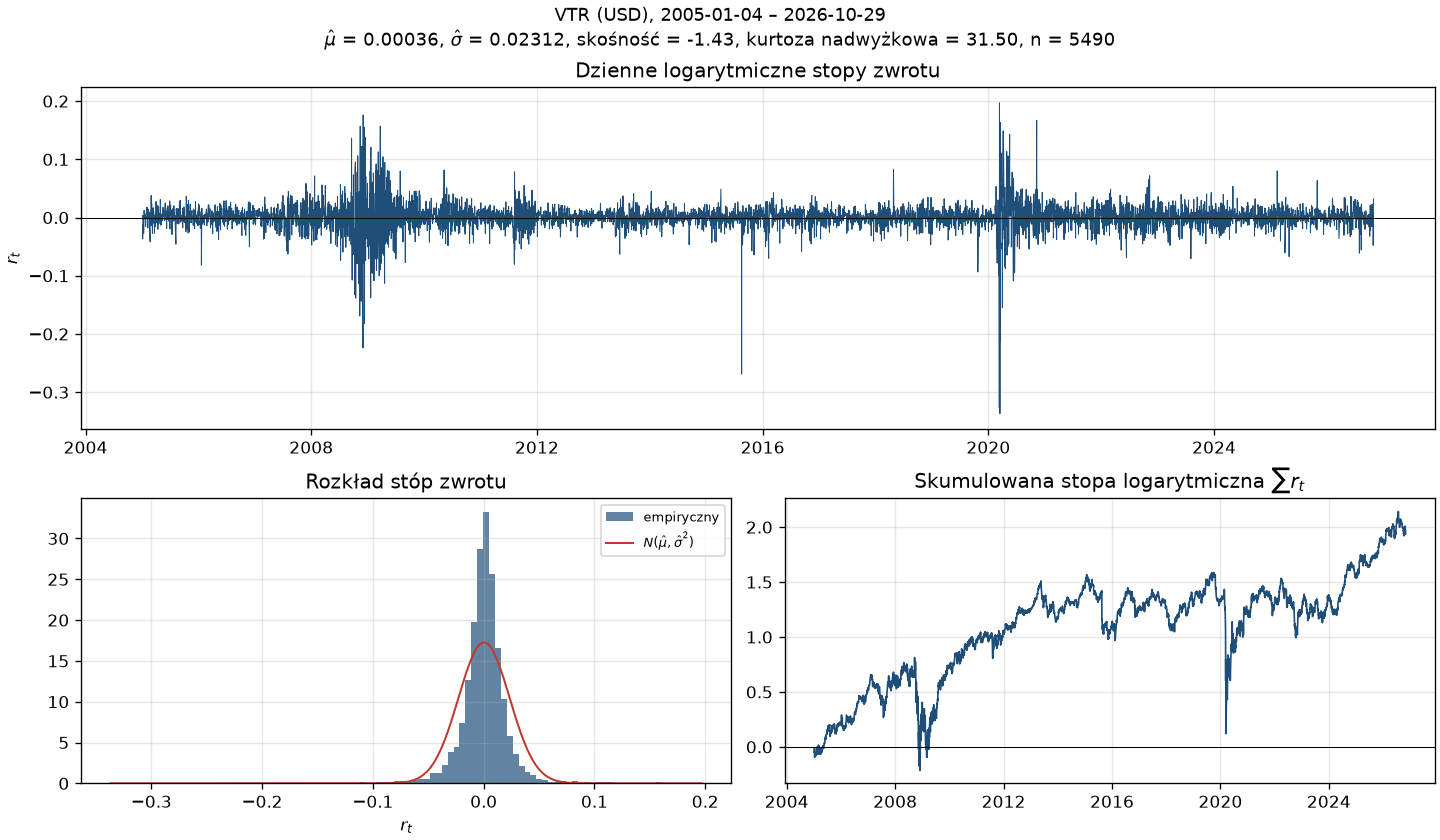 VTR (USD), 2005-01-04 – 2026-10-29
μ̂ = 0.00036, σ̂ = 0.02312, skośność = -1.43, kurtoza nadwyżkowa = 31.50, n = 5490
Dzienne logarytmiczne stopy zwrotu
0.2
0.1
0.0
−0.1
−0.2
−0.3
r_t
2004 2008 2012 2016 2020 2024
Rozkład stóp zwrotu
empiryczny
N(μ̂, σ̂²)
30
25
20
15
10
5
0
−0.3 −0.2 −0.1 0.0 0.1 0.2
r_t
Skumulowana stopa logarytmiczna ∑r_t
2.0
1.5
1.0
0.5
0.0
2004 2008 2012 2016 2020 2024